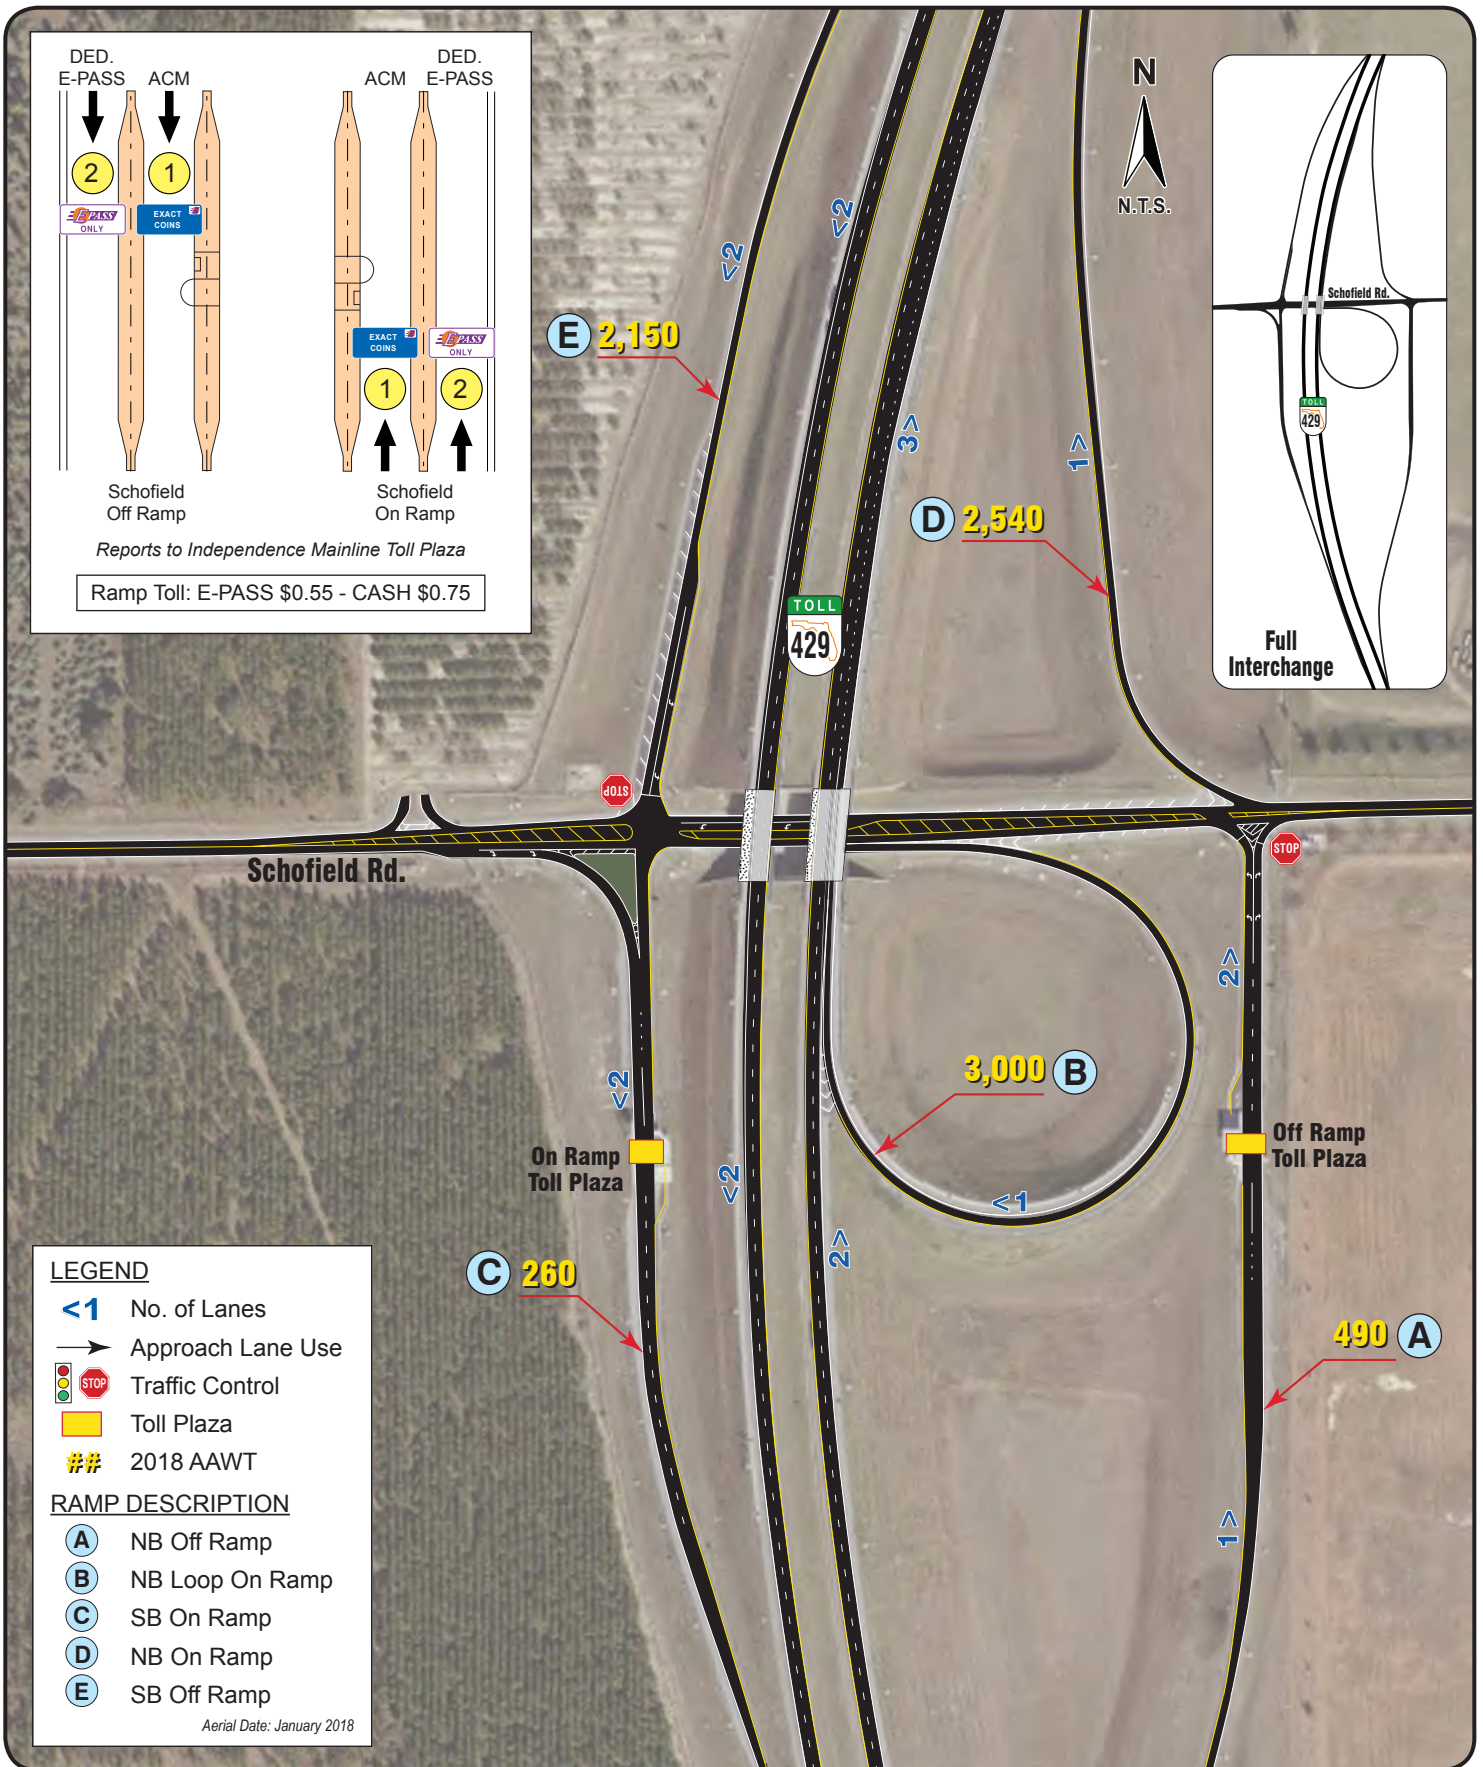 DED.
E-PASS
ACM
2
1
E-PASS
ONLY
EXACT
COINS
Schofield
Off Ramp
ACM
DED.
E-PASS
EXACT
COINS
E-PASS
ONLY
1
2
Schofield
On Ramp
Reports to Independence Mainline Toll Plaza
Ramp Toll: E-PASS $0.55 - CASH $0.75
N
N.T.S.
Schofield Rd.
TOLL
429
Full
Interchange
<2
<2
E 2,150
3>
1>
D 2,540
TOLL
429
STOP
Schofield Rd.
STOP
2>
<2
3,000 B
On Ramp
Toll Plaza
Off Ramp
Toll Plaza
<2
<1
2>
C 260
490 A
1>
LEGEND
<1 No. of Lanes
Approach Lane Use
STOP Traffic Control
Toll Plaza
## 2018 AAWT
RAMP DESCRIPTION
A NB Off Ramp
B NB Loop On Ramp
C SB On Ramp
D NB On Ramp
E SB Off Ramp
Aerial Date: January 2018